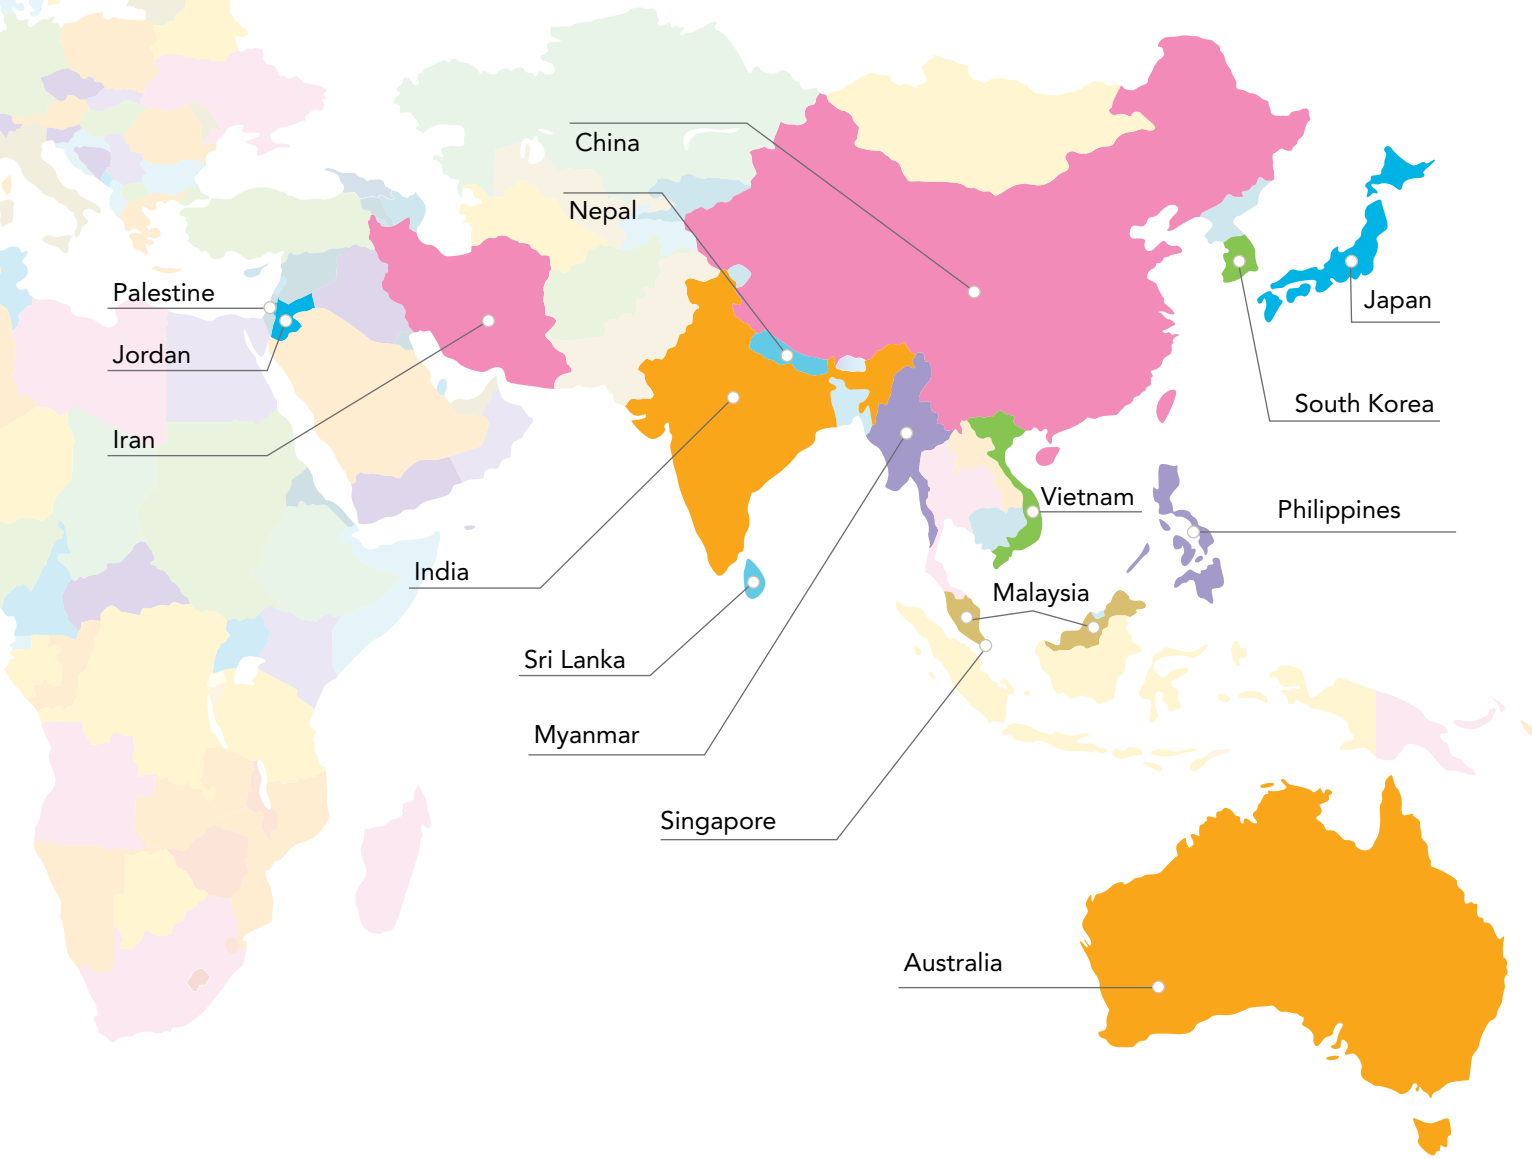 China
Nepal
Palestine
Japan
Jordan
South Korea
Iran
Vietnam
Philippines
India
Malaysia
Sri Lanka
Myanmar
Singapore
Australia